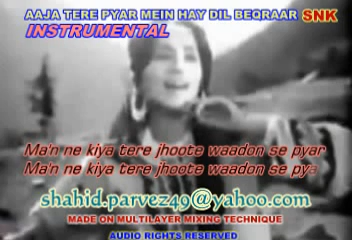 AAJA TERE PYAR MEIN HAY DIL BEQRAAR SNK
INSTRUMENTAL
Ma'n ne kiya tere jhoote waadon se pyar
Ma'n ne kiya tere jhoote waadon se pya
shahid.parvez49@yahoo.com
MADE ON MULTILAYER MIXING TECHNIQUE
AUDIO RIGHTS RESERVED